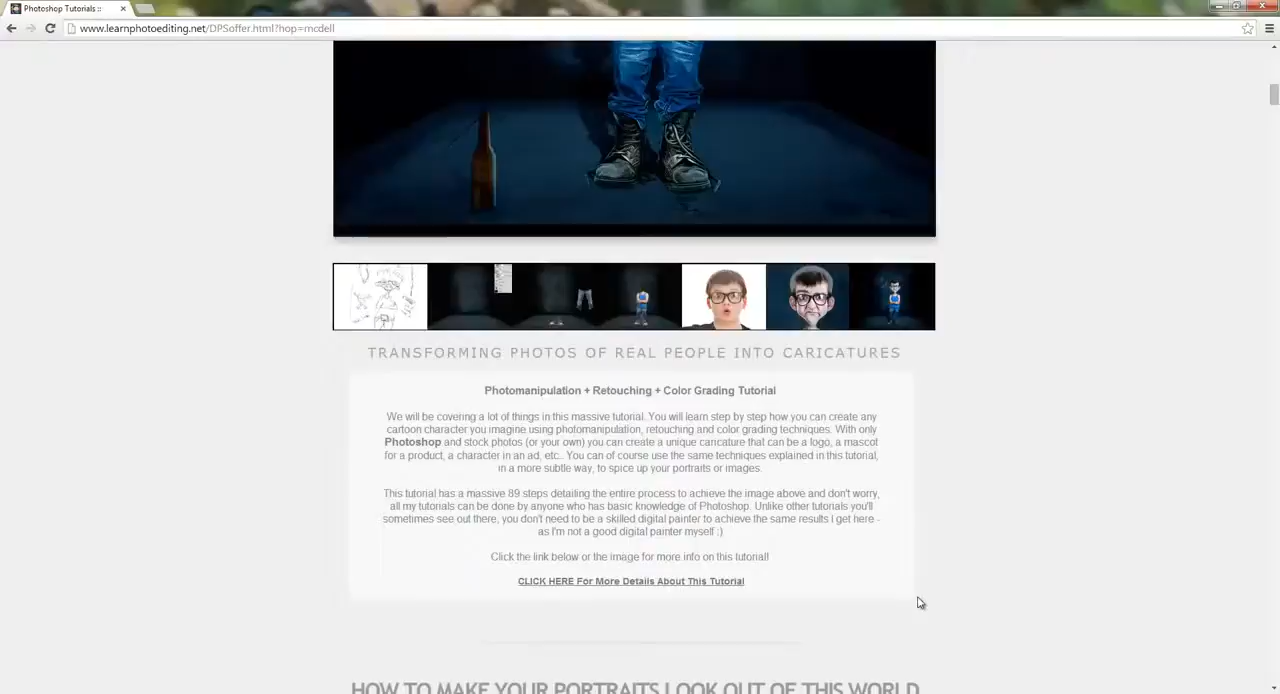 Photoshop Tutorials ::
www.learnphotoediting.net/DPSoffer.html?hop=mcdell
TRANSFORMING PHOTOS OF REAL PEOPLE INTO CARICATURES
Photomanipulation + Retouching + Color Grading Tutorial
We will be covering a lot of things in this massive tutorial. You will learn step by step how you can create any
cartoon character you imagine using photomanipulation, retouching and color grading techniques. With only
Photoshop and stock photos (or your own) you can create a unique caricature that can be a logo, a mascot
for a product, a character in an ad, etc.. You can of course use the same techniques explained in this tutorial,
in a more subtle way, to spice up your portraits or images.
This tutorial has a massive 89 steps detailing the entire process to achieve the image above and don't worry,
all my tutorials can be done by anyone who has basic knowledge of Photoshop. Unlike other tutorials you'll
sometimes see out there, you don't need to be a skilled digital painter to achieve the same results I get here -
as I'm not a good digital painter myself :)
Click the link below or the image for more info on this tutorial!
CLICK HERE For More Details About This Tutorial
HOW TO MAKE YOUR PORTRAITS LOOK OUT OF THIS WORLD